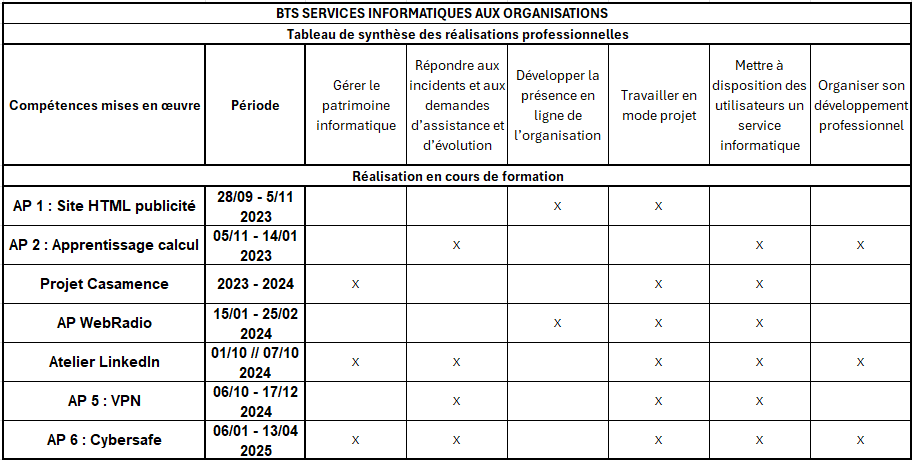 BTS SERVICES INFORMATIQUES AUX ORGANISATIONS
Tableau de synthèse des réalisations professionnelles
Compétences mises en œuvre
Période
Gérer le
patrimoine
informatique
Répondre aux
incidents et aux
demandes
d’assistance et
d’évolution
Développer la
présence en
ligne de
l’organisation
Travailler en
mode projet
Mettre à
disposition des
utilisateurs un
service
informatique
Organiser son
développement
professionnel
Réalisation en cours de formation
AP 1 : Site HTML publicité
28/09 - 5/11
2023
X X
AP 2 : Apprentissage calcul
05/11 - 14/01
2023
X X X
Projet Casamence
2023 - 2024
X X X
AP WebRadio
15/01 - 25/02
2024
X X X
Atelier LinkedIn
01/10 // 07/10
2024
X X X X X
AP 5 : VPN
06/10 - 17/12
2024
X X X
AP 6 : Cybersafe
06/01 - 13/04
2025
X X X X X